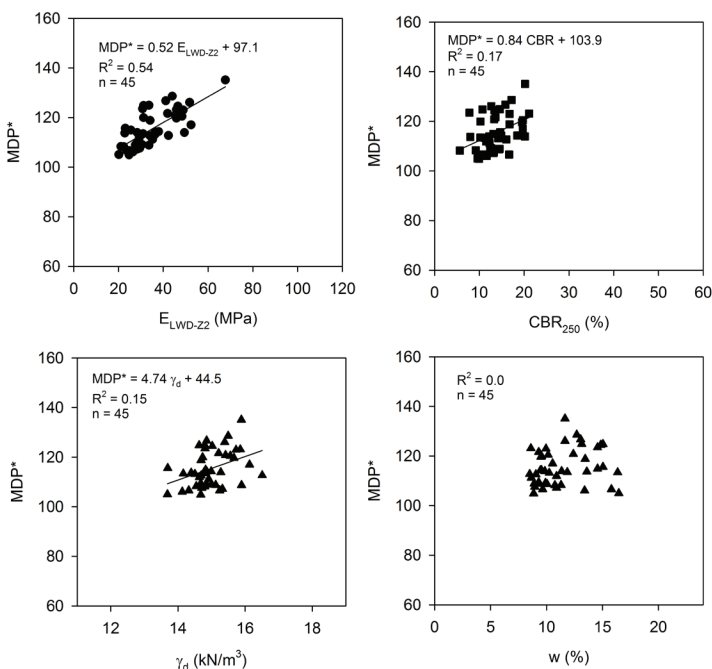 MDP* = 0.52 E_LWD-Z2 + 97.1
R² = 0.54
n = 45
160
140
120
100
80
60
MDP*
0 20 40 60 80 100 120
E_LWD-Z2 (MPa)
MDP* = 0.84 CBR + 103.9
R² = 0.17
n = 45
160
140
120
100
80
60
MDP*
0 10 20 30 40 50 60
CBR_250 (%)
MDP* = 4.74 γ_d + 44.5
R² = 0.15
n = 45
160
140
120
100
80
60
MDP*
12 14 16 18
γ_d (kN/m³)
R² = 0.0
n = 45
160
140
120
100
80
60
MDP*
0 5 10 15 20
w (%)